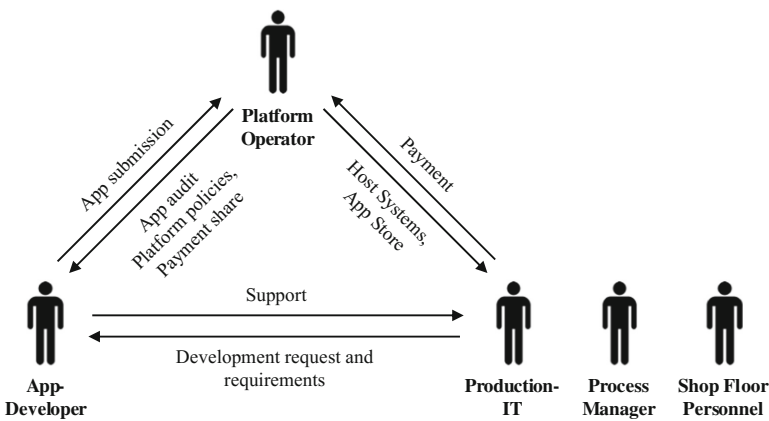 Platform
Operator
App submission
App audit
Platform policies,
Payment share
Payment
Host Systems,
App Store
Support
Development request and
requirements
App-
Developer
Production-
IT
Process
Manager
Shop Floor
Personnel